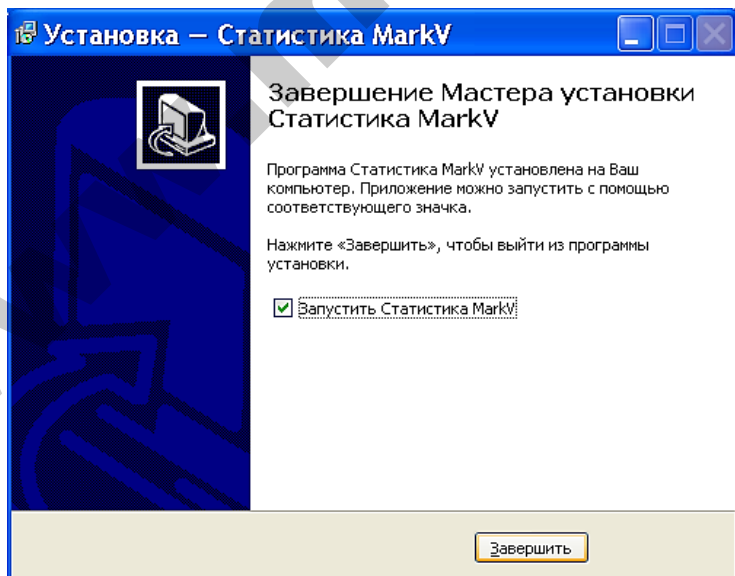 Установка — Статистика MarkV
Завершение Мастера установки
Статистика MarkV
Программа Статистика MarkV установлена на Ваш
компьютер. Приложение можно запустить с помощью
соответствующего значка.
Нажмите «Завершить», чтобы выйти из программы
установки.
Запустить Статистика MarkV
Завершить